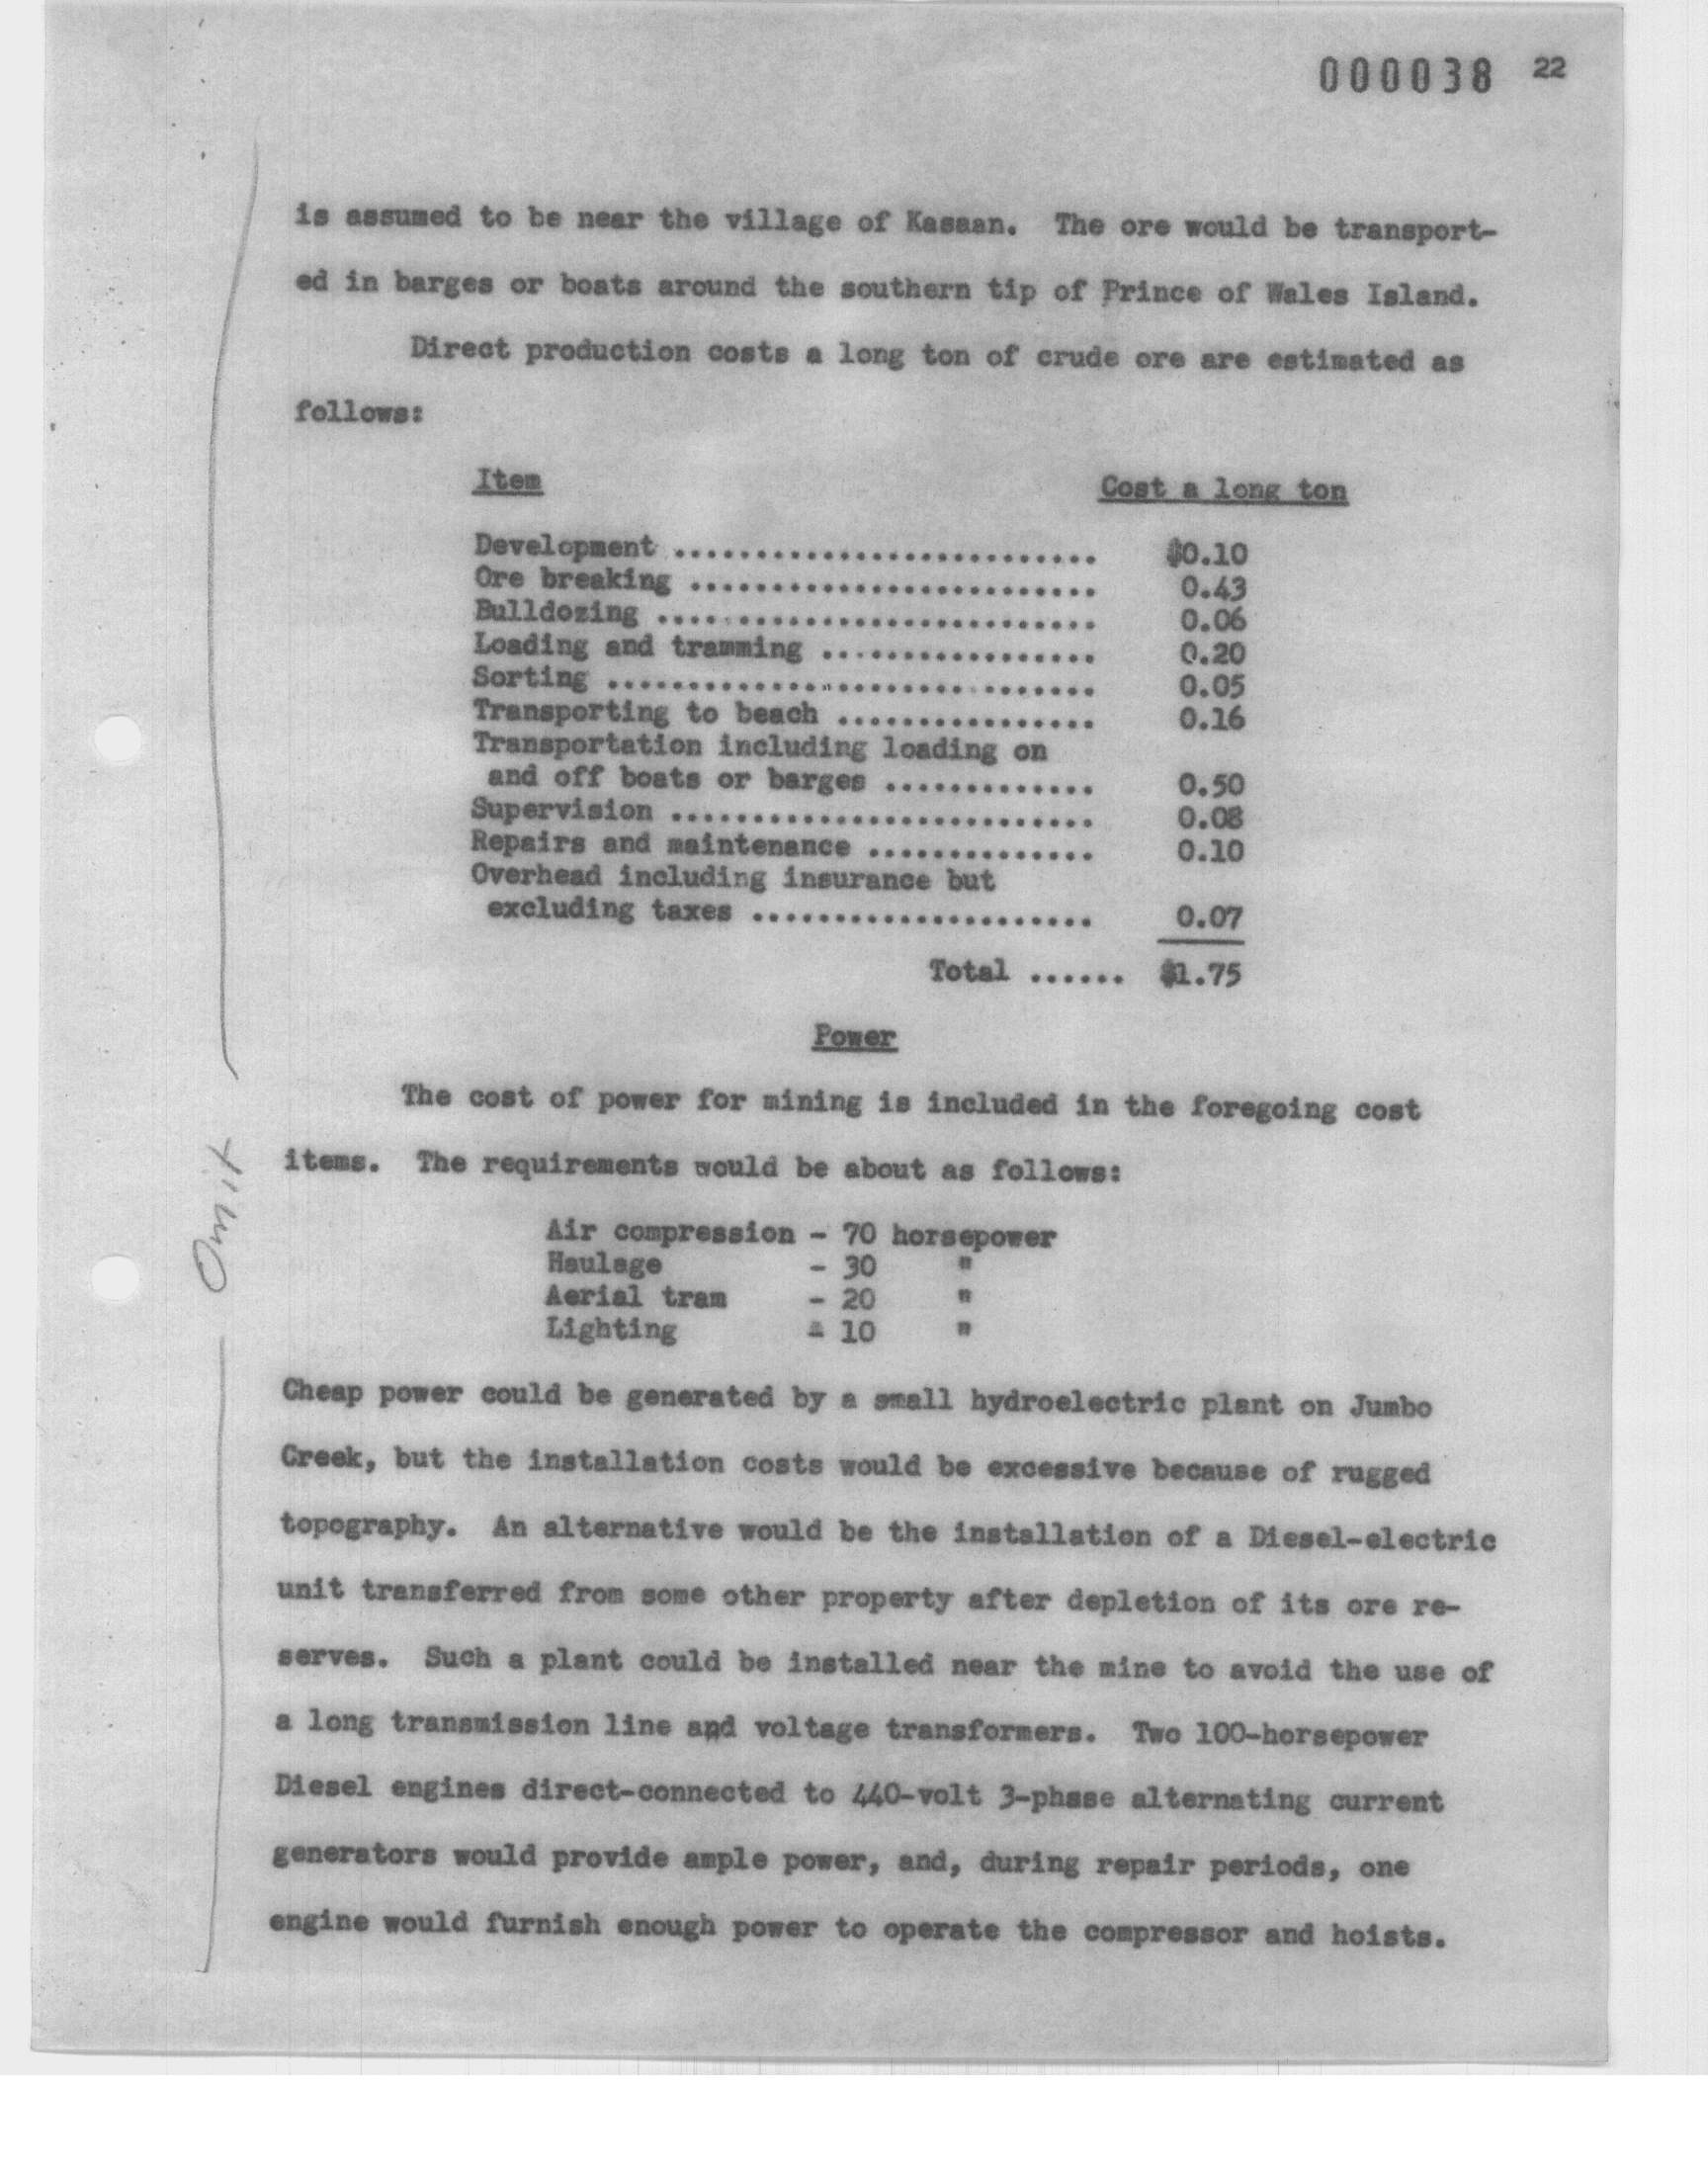 000038 22
is assumed to be near the village of Kasaan. The ore would be transport-
ed in barges or boats around the southern tip of Prince of Wales Island.
Direct production costs a long ton of crude ore are estimated as
follows:
Item Cost a long ton
Development .......................... $0.10
Ore breaking ......................... 0.43
Bulldozing ........................... 0.06
Loading and tramming ................. 0.20
Sorting .............................. 0.05
Transporting to beach ................ 0.16
Transportation including loading on
and off boats or barges ............. 0.50
Supervision .......................... 0.08
Repairs and maintenance .............. 0.10
Overhead including insurance but
excluding taxes ..................... 0.07
Total ...... $1.75
Power
The cost of power for mining is included in the foregoing cost
items. The requirements would be about as follows:
Air compression - 70 horsepower
Haulage - 30 "
Aerial tram - 20 "
Lighting - 10 "
Omit
Cheap power could be generated by a small hydroelectric plant on Jumbo
Creek, but the installation costs would be excessive because of rugged
topography. An alternative would be the installation of a Diesel-electric
unit transferred from some other property after depletion of its ore re-
serves. Such a plant could be installed near the mine to avoid the use of
a long transmission line and voltage transformers. Two 100-horsepower
Diesel engines direct-connected to 440-volt 3-phase alternating current
generators would provide ample power, and, during repair periods, one
engine would furnish enough power to operate the compressor and hoists.